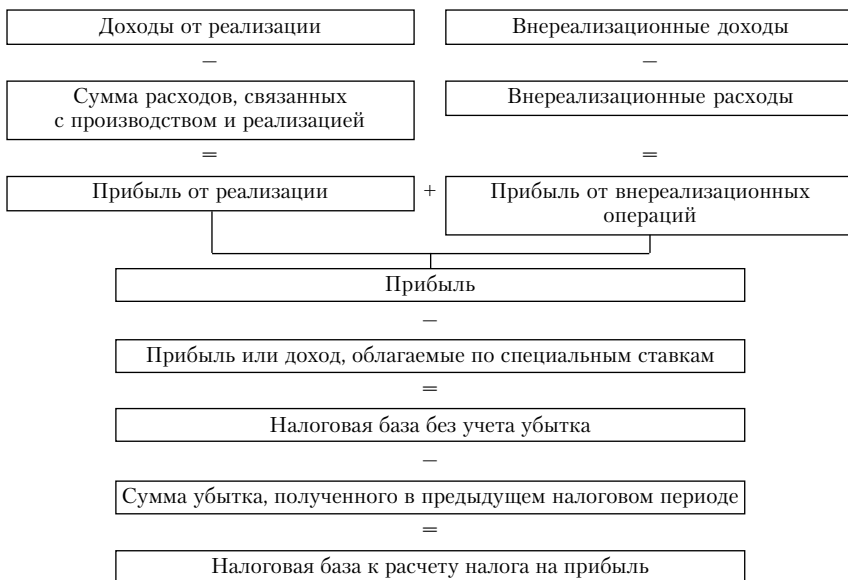 Доходы от реализации
Внереализационные доходы
−
−
Сумма расходов, связанных
с производством и реализацией
Внереализационные расходы
=
=
Прибыль от реализации
+
Прибыль от внереализационных
операций
Прибыль
−
Прибыль или доход, облагаемые по специальным ставкам
=
Налоговая база без учета убытка
−
Сумма убытка, полученного в предыдущем налоговом периоде
=
Налоговая база к расчету налога на прибыль